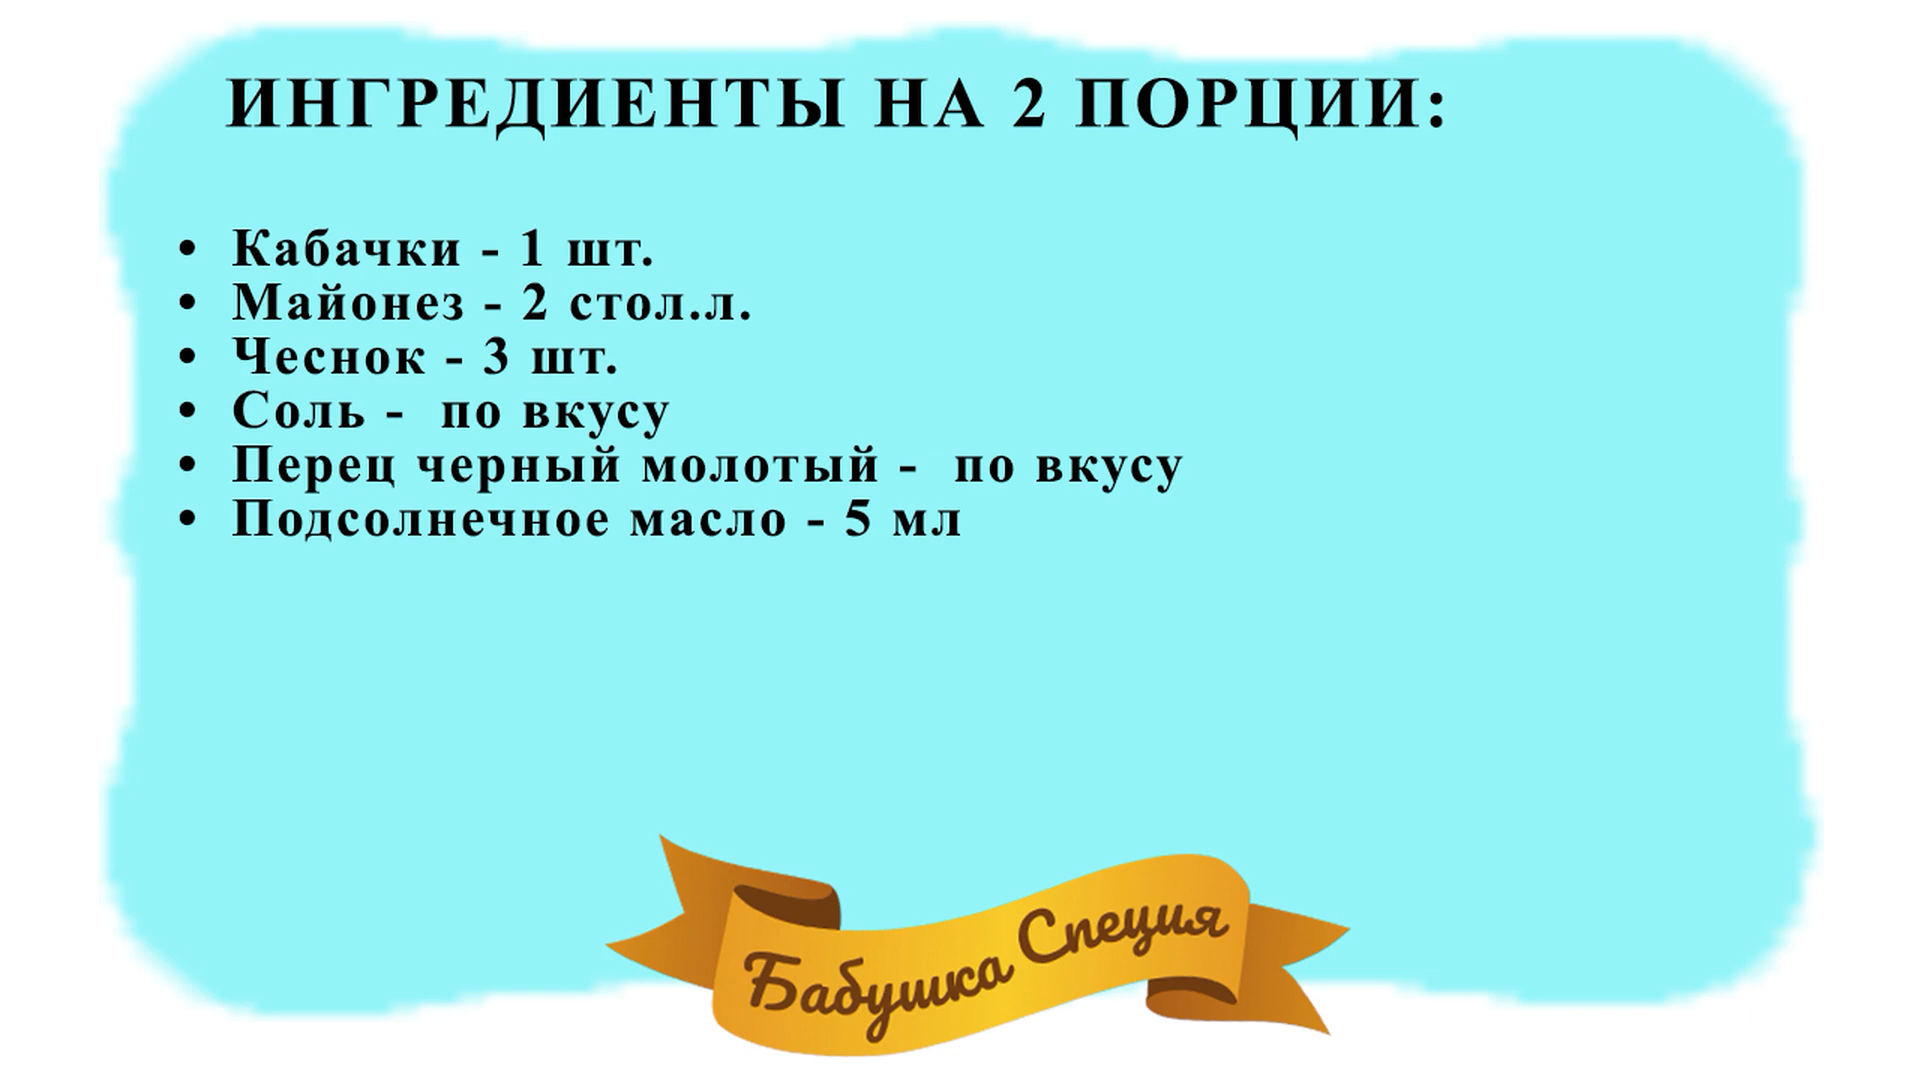 ИНГРЕДИЕНТЫ НА 2 ПОРЦИИ:
• Кабачки - 1 шт.
• Майонез - 2 стол.л.
• Чеснок - 3 шт.
• Соль -  по вкусу
• Перец черный молотый -  по вкусу
• Подсолнечное масло - 5 мл
Бабушка Специя